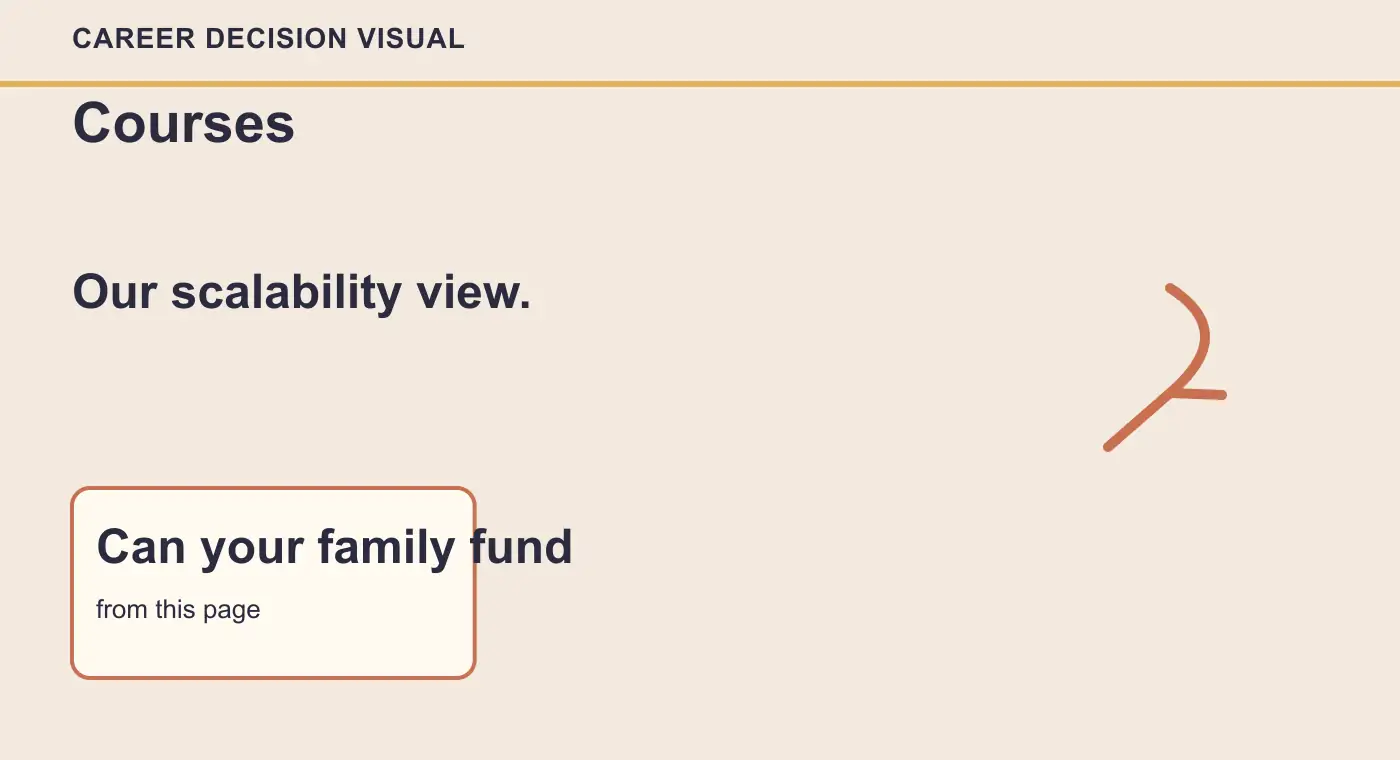 CAREER DECISION VISUAL
Courses
Our scalability view.
Can your family fund
from this page